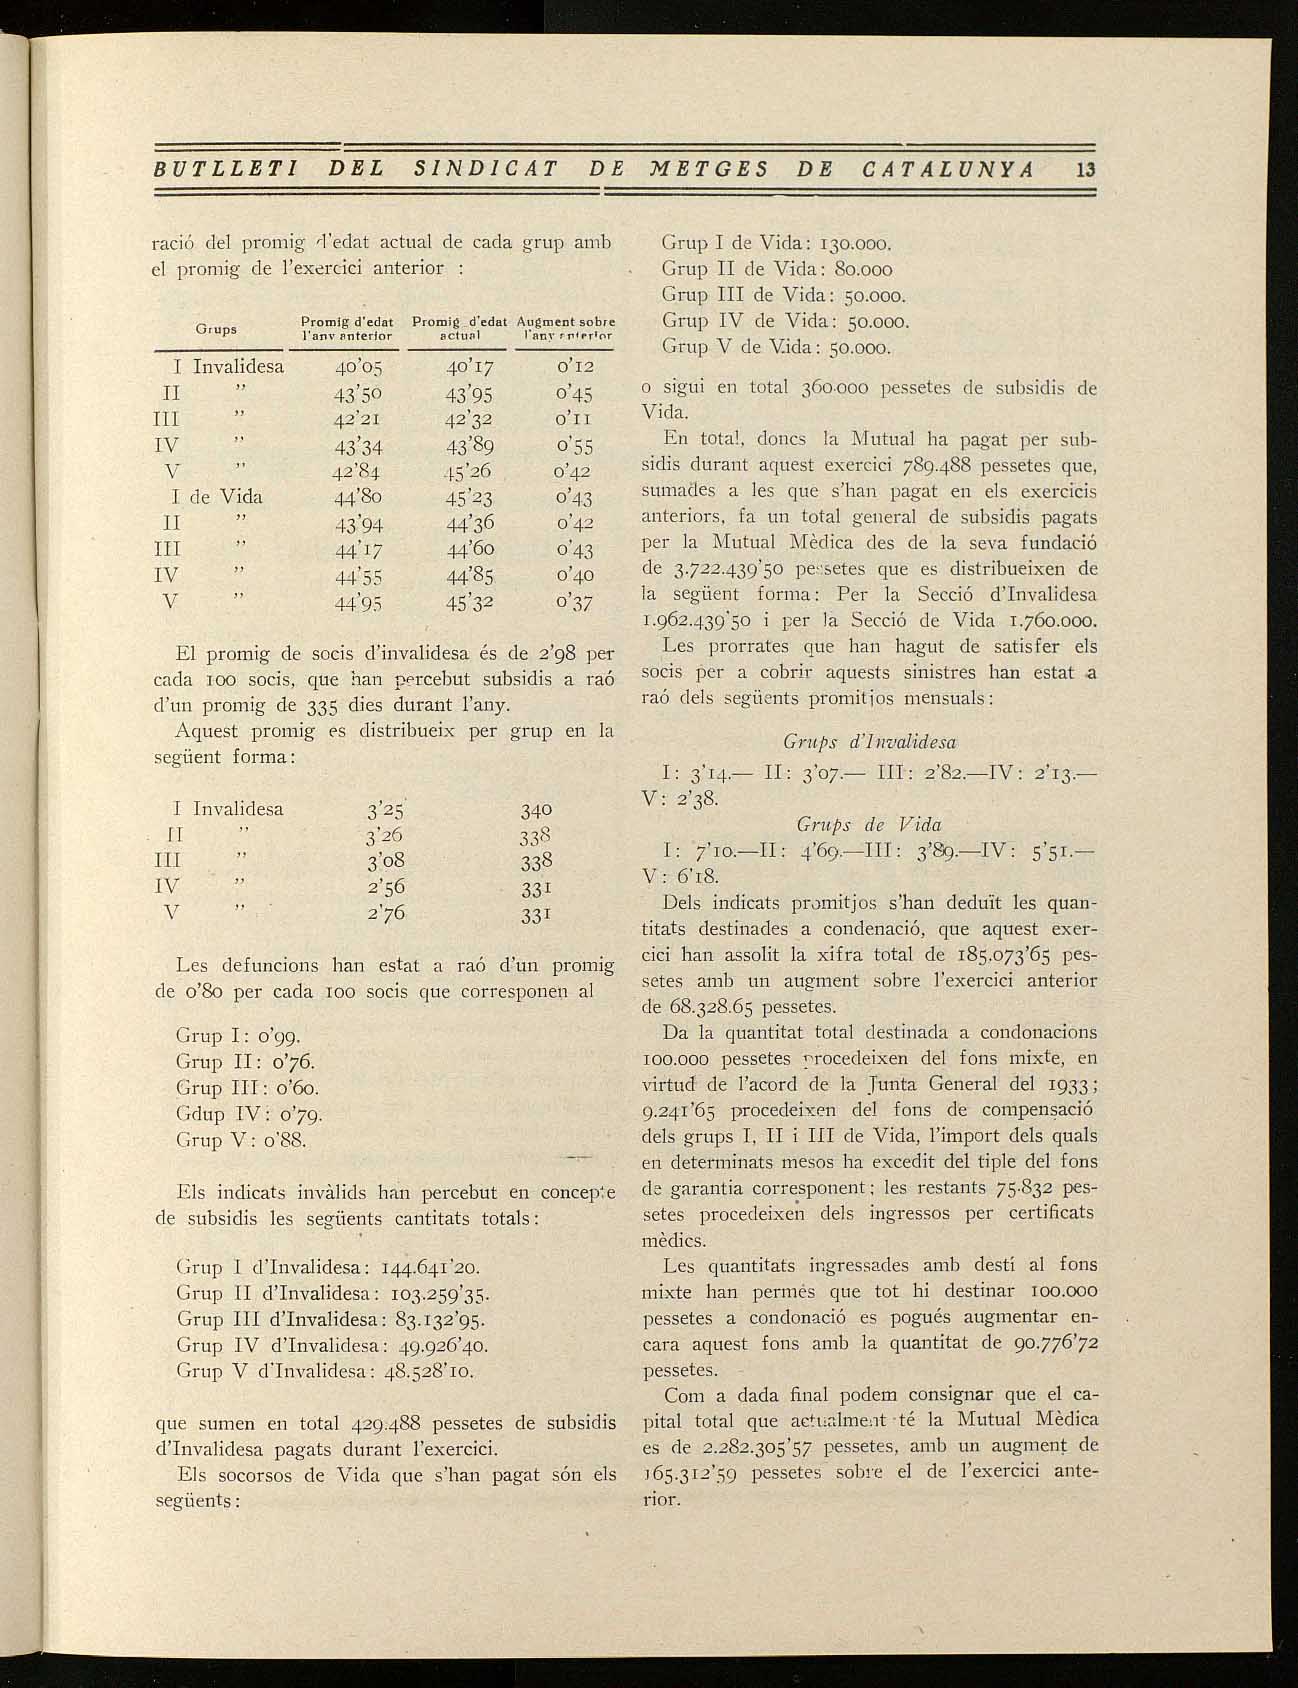 BUTLLETI DEL SINDICAT DE METGES DE CATALUNYA 13
ració del promig d'edat actual de cada grup amb
el promig de l'exercici anterior :
Grups Promig d'edat l'any anterior Promig d'edat actual Augment sobre l'any anterior
I Invalidesa 40'05 40'17 0'12
II " 43'50 43'95 0'45
III " 42'21 42'32 0'11
IV " 43'34 43'89 0'55
V " 42'84 45'26 0'42
I de Vida 44'80 45'23 0'43
II " 43'94 44'36 0'42
III " 44'17 44'60 0'43
IV " 44'55 44'85 0'40
V " 44'95 45'32 0'37
El promig de socis d'invalidesa és de 2'98 per
cada 100 socis, que han percebut subsidis a raó
d'un promig de 335 dies durant l'any.
Aquest promig es distribueix per grup en la
següent forma:
I Invalidesa 3'25 340
II " 3'26 338
III " 3'08 338
IV " 2'56 331
V " 2'76 331
Les defuncions han estat a raó d'un promig
de 0'80 per cada 100 socis que corresponen al
Grup I: 0'99.
Grup II: 0'76.
Grup III: 0'60.
Gdup IV: 0'79.
Grup V: 0'88.
Els indicats invàlids han percebut en concepte
de subsidis les següents cantitats totals:
Grup I d'Invalidesa: 144.641'20.
Grup II d'Invalidesa: 103.259'35.
Grup III d'Invalidesa: 83.132'95.
Grup IV d'Invalidesa: 49.926'40.
Grup V d'Invalidesa: 48.528'10.
que sumen en total 429.488 pessetes de subsidis
d'Invalidesa pagats durant l'exercici.
Els socorsos de Vida que s'han pagat són els
següents:
Grup I de Vida: 130.000.
Grup II de Vida: 80.000
Grup III de Vida: 50.000.
Grup IV de Vida: 50.000.
Grup V de Vida: 50.000.
o sigui en total 360.000 pessetes de subsidis de
Vida.
En total, doncs la Mutual ha pagat per sub-
sidis durant aquest exercici 789.488 pessetes que,
sumades a les que s'han pagat en els exercicis
anteriors, fa un total general de subsidis pagats
per la Mutual Mèdica des de la seva fundació
de 3.722.439'50 pessetes que es distribueixen de
la següent forma: Per la Secció d'Invalidesa
1.962.439'50 i per la Secció de Vida 1.760.000.
Les prorrates que han hagut de satisfer els
socis per a cobrir aquests sinistres han estat a
raó dels següents promitjos mensuals:
Grups d'Invalidesa
I: 3'14.— II: 3'07.— III: 2'82.—IV: 2'13.—
V: 2'38.
Grups de Vida
I: 7'10.—II: 4'69.—III: 3'89.—IV: 5'51.—
V: 6'18.
Dels indicats promitjos s'han deduït les quan-
titats destinades a condenació, que aquest exer-
cici han assolit la xifra total de 185.073'65 pes-
setes amb un augment sobre l'exercici anterior
de 68.328.65 pessetes.
Da la quantitat total destinada a condonacions
100.000 pessetes procedeixen del fons mixte, en
virtud de l'acord de la Junta General del 1933;
9.241'65 procedeixen del fons de compensació
dels grups I, II i III de Vida, l'import dels quals
en determinats mesos ha excedit del tiple del fons
de garantia corresponent; les restants 75.832 pes-
setes procedeixen dels ingressos per certificats
mèdics.
Les quantitats ingressades amb destí al fons
mixte han permès que tot hi destinar 100.000
pessetes a condonació es pogués augmentar en-
cara aquest fons amb la quantitat de 90.776'72
pessetes.
Com a dada final podem consignar que el ca-
pital total que actualment té la Mutual Mèdica
es de 2.282.305'57 pessetes, amb un augment de
165.312'59 pessetes sobre el de l'exercici ante-
rior.